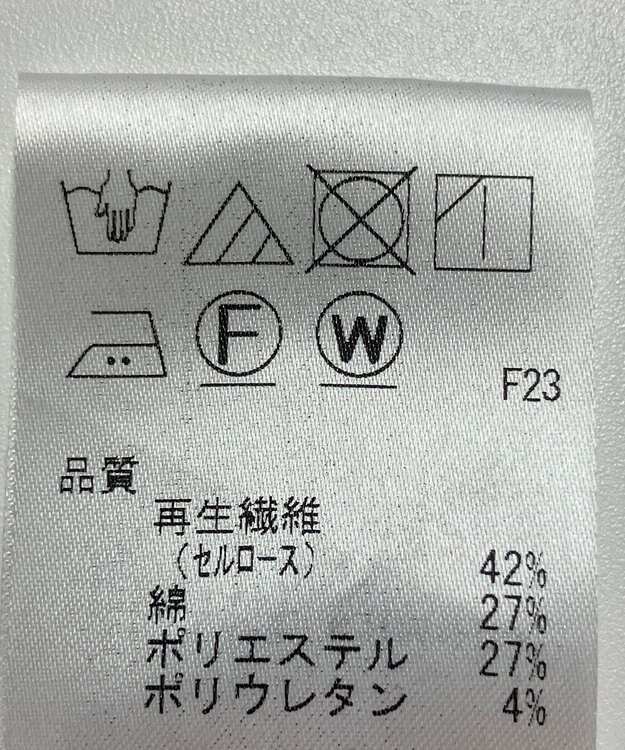 F W
F23
品質
再生繊維
(セルロース) 42%
綿 27%
ポリエステル 27%
ポリウレタン 4%